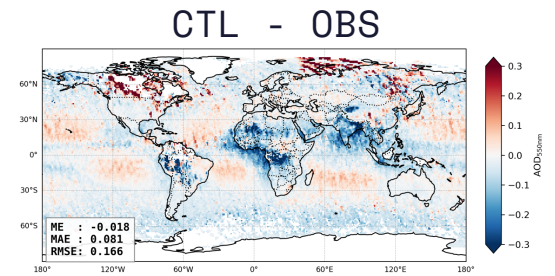 CTL - OBS
60°N
30°N
0°
30°S
60°S
ME : -0.018
MAE : 0.081
RMSE: 0.166
180° 120°W 60°W 0° 60°E 120°E 180°
0.3
0.2
0.1
0.0
−0.1
−0.2
−0.3
AOD550nm